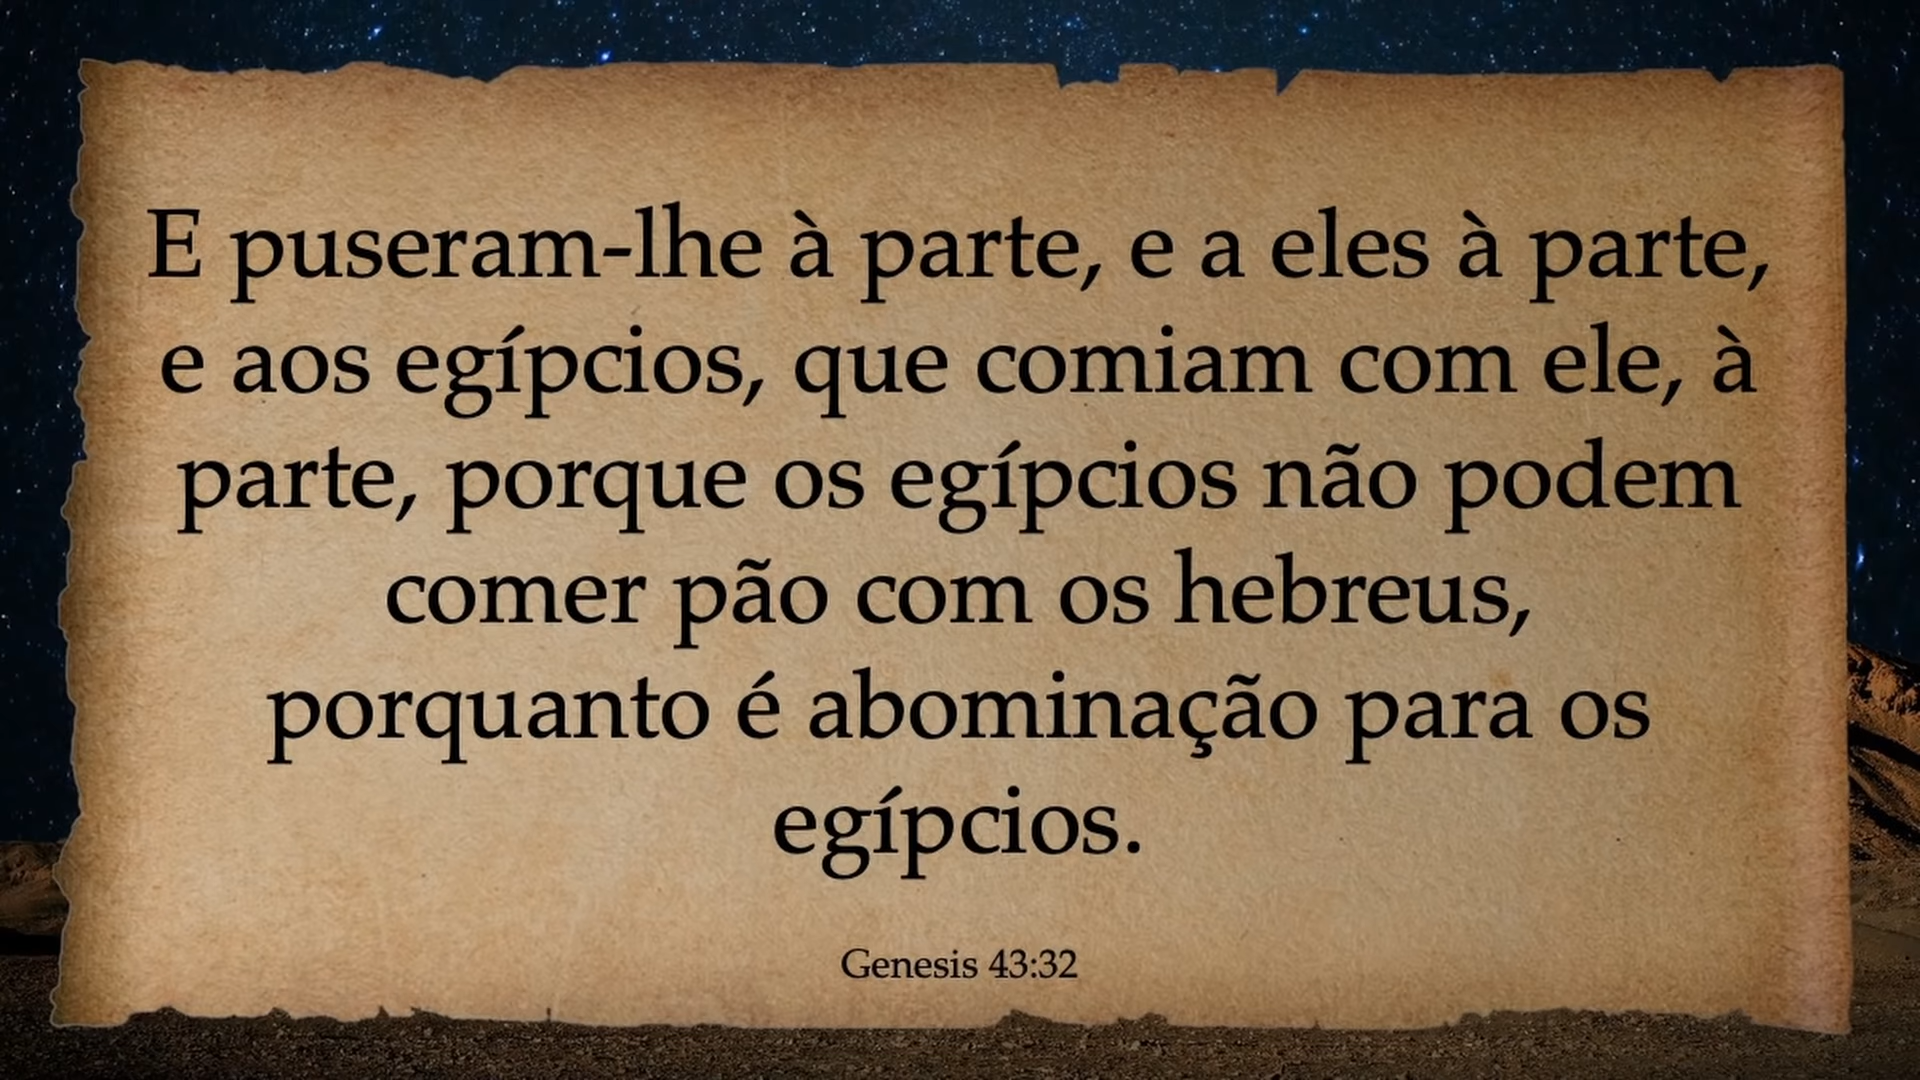 E puseram-lhe à parte, e a eles à parte,
e aos egípcios, que comiam com ele, à
parte, porque os egípcios não podem
comer pão com os hebreus,
porquanto é abominação para os
egípcios.
Genesis 43:32